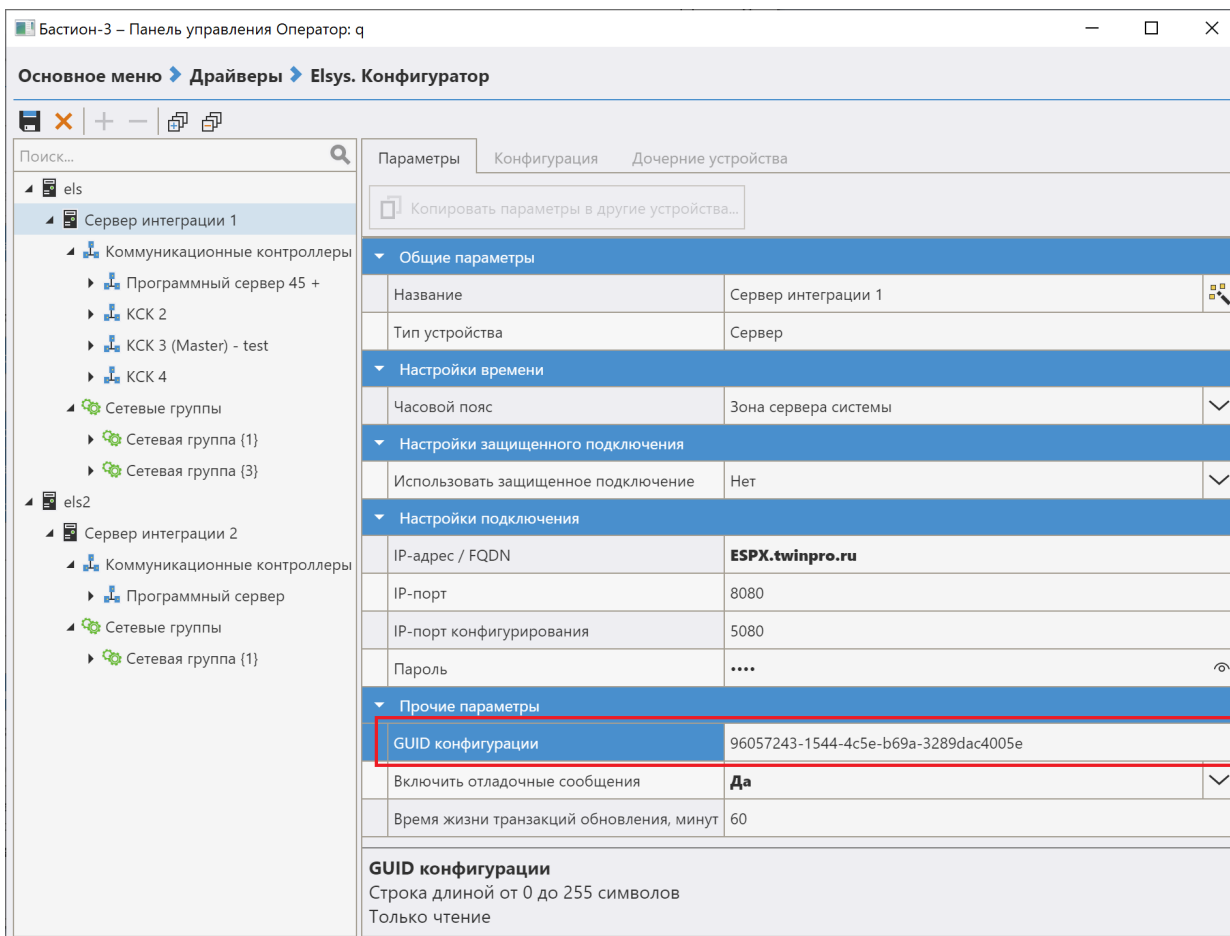 Бастион-3 – Панель управления Оператор: q
Основное меню Драйверы Elsys. Конфигуратор
Поиск...
els
Сервер интеграции 1
Коммуникационные контроллеры
Программный сервер 45 +
КСК 2
КСК 3 (Master) - test
КСК 4
Сетевые группы
Сетевая группа {1}
Сетевая группа {3}
els2
Сервер интеграции 2
Коммуникационные контроллеры
Программный сервер
Сетевые группы
Сетевая группа {1}
Параметры Конфигурация Дочерние устройства
Копировать параметры в другие устройства...
Общие параметры
Название Сервер интеграции 1
Тип устройства Сервер
Настройки времени
Часовой пояс Зона сервера системы
Настройки защищенного подключения
Использовать защищенное подключение Нет
Настройки подключения
IP-адрес / FQDN ESPX.twinpro.ru
IP-порт 8080
IP-порт конфигурирования 5080
Пароль ••••
Прочие параметры
GUID конфигурации 96057243-1544-4c5e-b69a-3289dac4005e
Включить отладочные сообщения Да
Время жизни транзакций обновления, минут 60
GUID конфигурации
Строка длиной от 0 до 255 символов
Только чтение